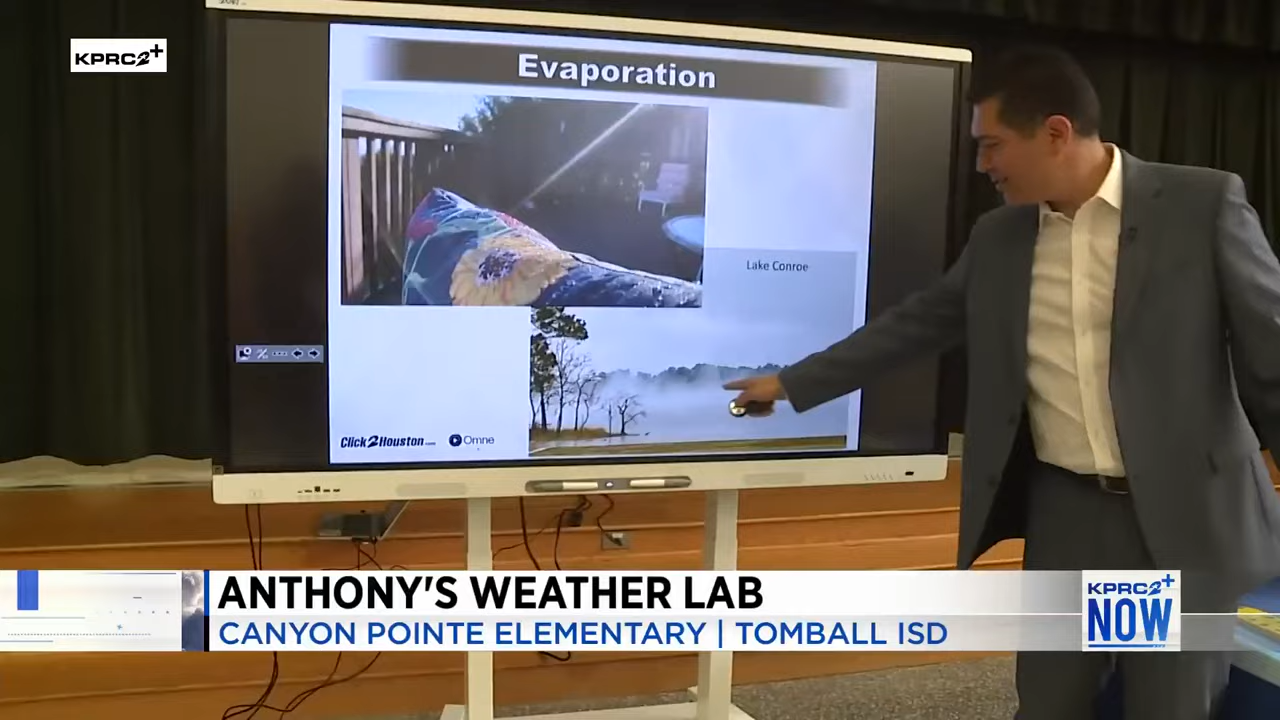 KPRC2+
Evaporation
Lake Conroe
Click2Houston.com
Omne
ANTHONY'S WEATHER LAB
CANYON POINTE ELEMENTARY | TOMBALL ISD
KPRC2+
NOW